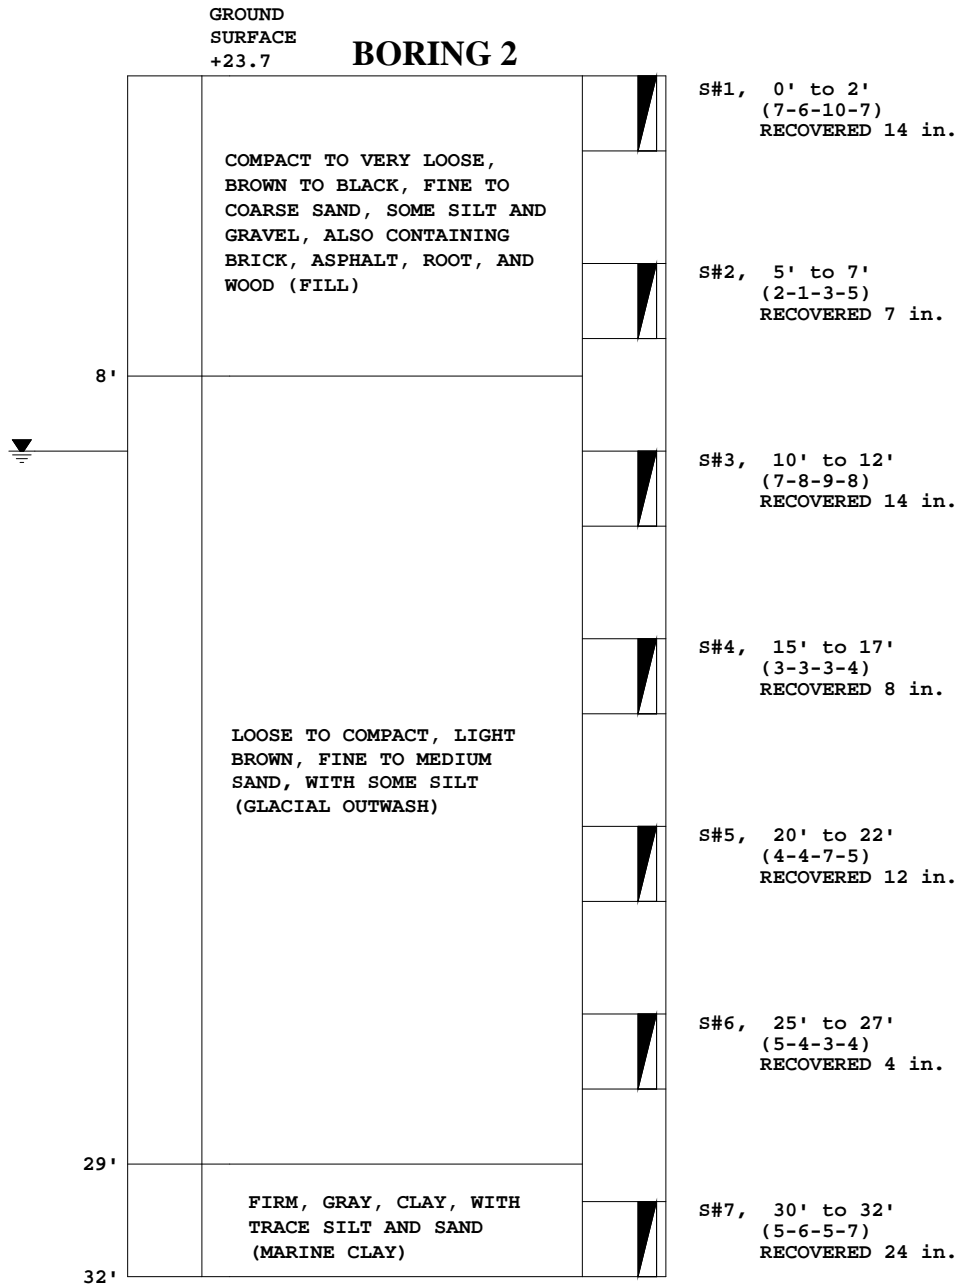 GROUND
SURFACE
+23.7
BORING 2
S#1, 0' to 2'
(7-6-10-7)
RECOVERED 14 in.
COMPACT TO VERY LOOSE,
BROWN TO BLACK, FINE TO
COARSE SAND, SOME SILT AND
GRAVEL, ALSO CONTAINING
BRICK, ASPHALT, ROOT, AND
WOOD (FILL)
S#2, 5' to 7'
(2-1-3-5)
RECOVERED 7 in.
8'
S#3, 10' to 12'
(7-8-9-8)
RECOVERED 14 in.
S#4, 15' to 17'
(3-3-3-4)
RECOVERED 8 in.
LOOSE TO COMPACT, LIGHT
BROWN, FINE TO MEDIUM
SAND, WITH SOME SILT
(GLACIAL OUTWASH)
S#5, 20' to 22'
(4-4-7-5)
RECOVERED 12 in.
S#6, 25' to 27'
(5-4-3-4)
RECOVERED 4 in.
29'
FIRM, GRAY, CLAY, WITH
TRACE SILT AND SAND
(MARINE CLAY)
S#7, 30' to 32'
(5-6-5-7)
RECOVERED 24 in.
32'